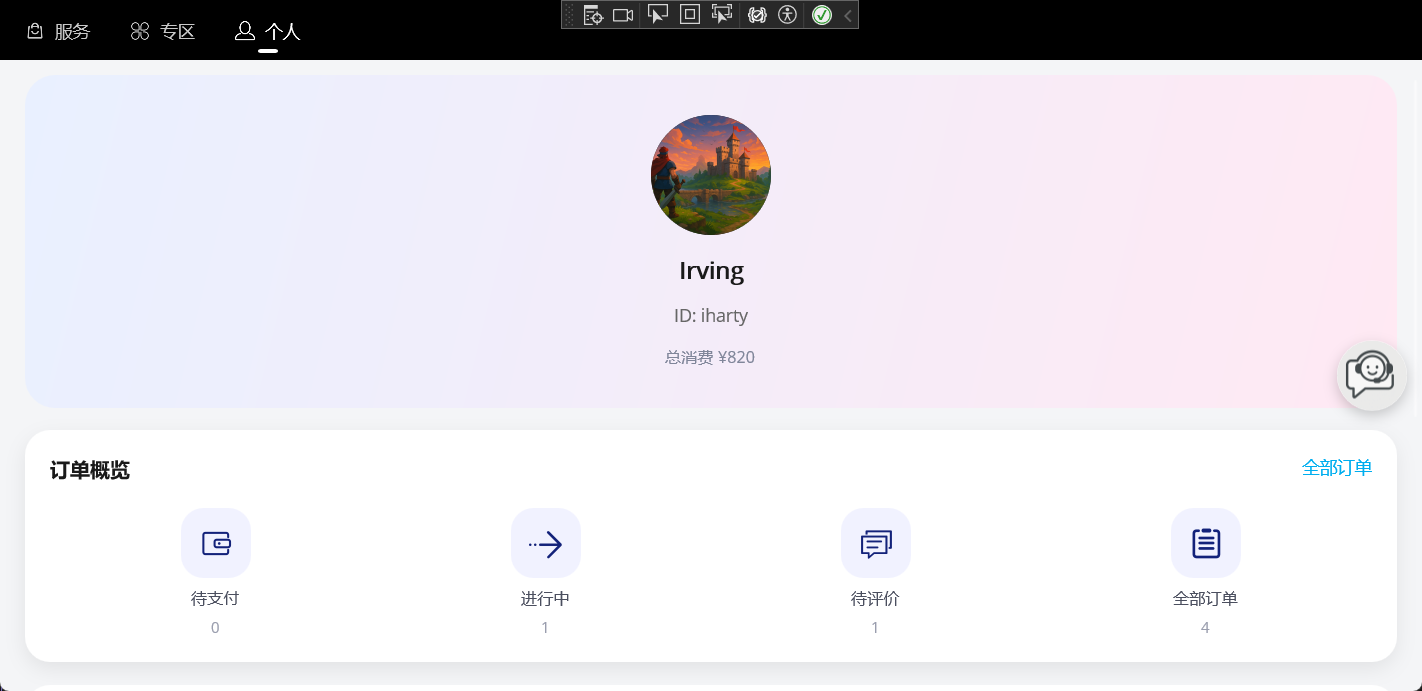 服务
专区
个人
Irving
ID: iharty
总消费 ¥820
订单概览
全部订单
待支付
0
进行中
1
待评价
1
全部订单
4